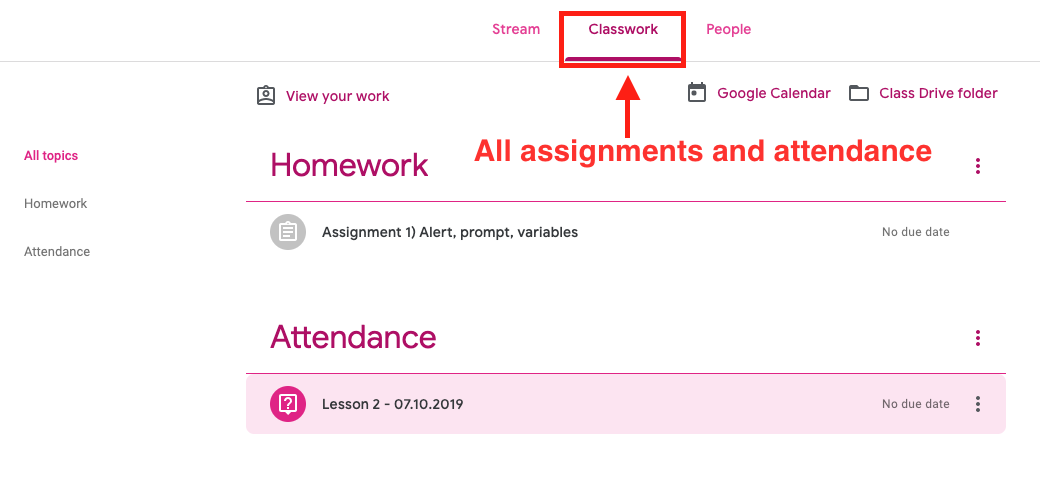 Stream Classwork People
View your work
Google Calendar Class Drive folder
All assignments and attendance
All topics
Homework
Attendance
Homework
Assignment 1) Alert, prompt, variables No due date
Attendance
Lesson 2 - 07.10.2019 No due date